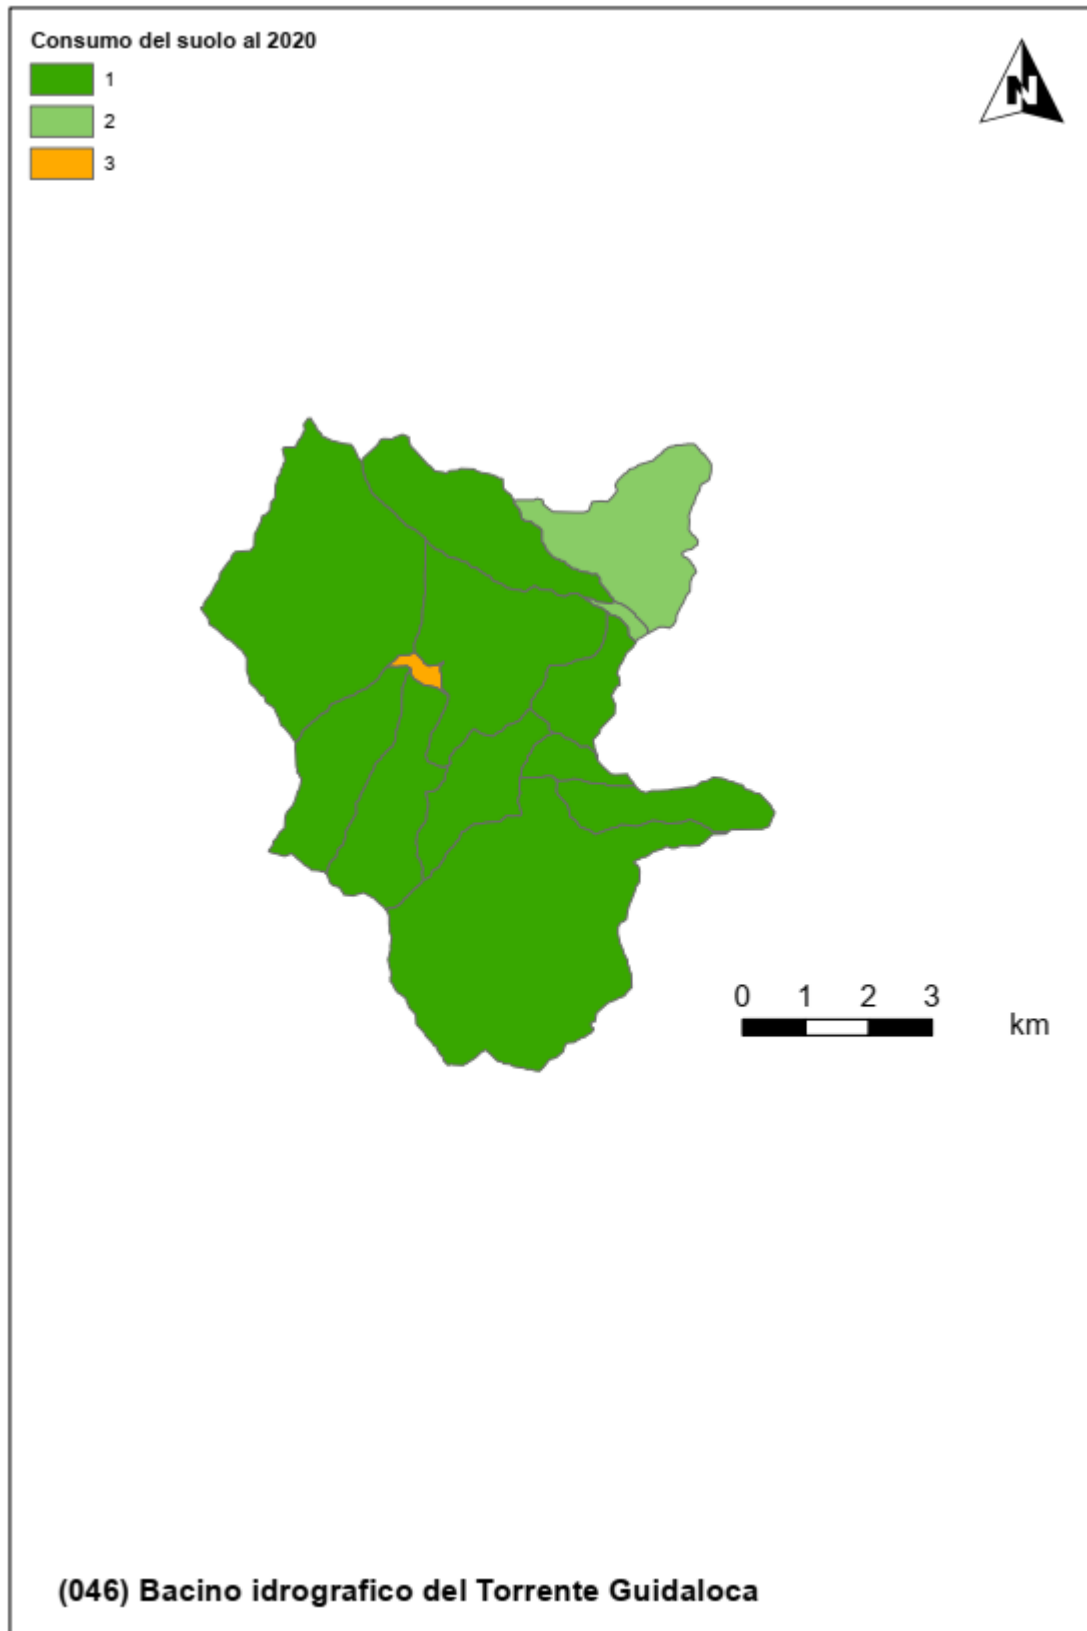 Consumo del suolo al 2020
1
2
3
N
0 1 2 3
km
(046) Bacino idrografico del Torrente Guidaloca